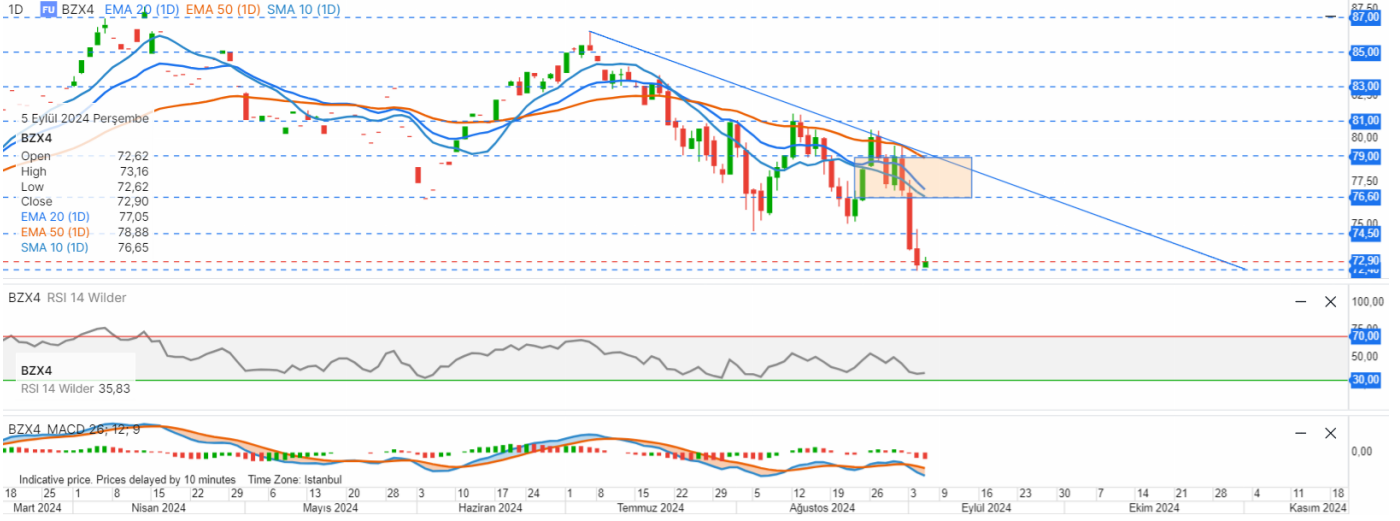 1D FU BZX4 EMA 20 (1D) EMA 50 (1D) SMA 10 (1D)
87,50
87,00
85,00
83,00
82,50
81,00
80,00
79,00
77,50
76,60
75,00
74,50
72,90
72,40
5 Eylül 2024 Perşembe
BZX4
Open 72,62
High 73,16
Low 72,62
Close 72,90
EMA 20 (1D) 77,05
EMA 50 (1D) 78,88
SMA 10 (1D) 76,65
BZX4 RSI 14 Wilder
100,00
75,00
70,00
50,00
30,00
BZX4
RSI 14 Wilder 35,83
BZX4 MACD 26; 12; 9
0,00
Indicative price. Prices delayed by 10 minutes Time Zone: Istanbul
18 25 1 8 15 22 29 6 13 20 28 3 10 17 24 1 8 15 22 29 5 12 19 26 3 9 16 23 30 7 14 21 28 4 11 18
Mart 2024 Nisan 2024 Mayıs 2024 Haziran 2024 Temmuz 2024 Ağustos 2024 Eylül 2024 Ekim 2024 Kasım 2024